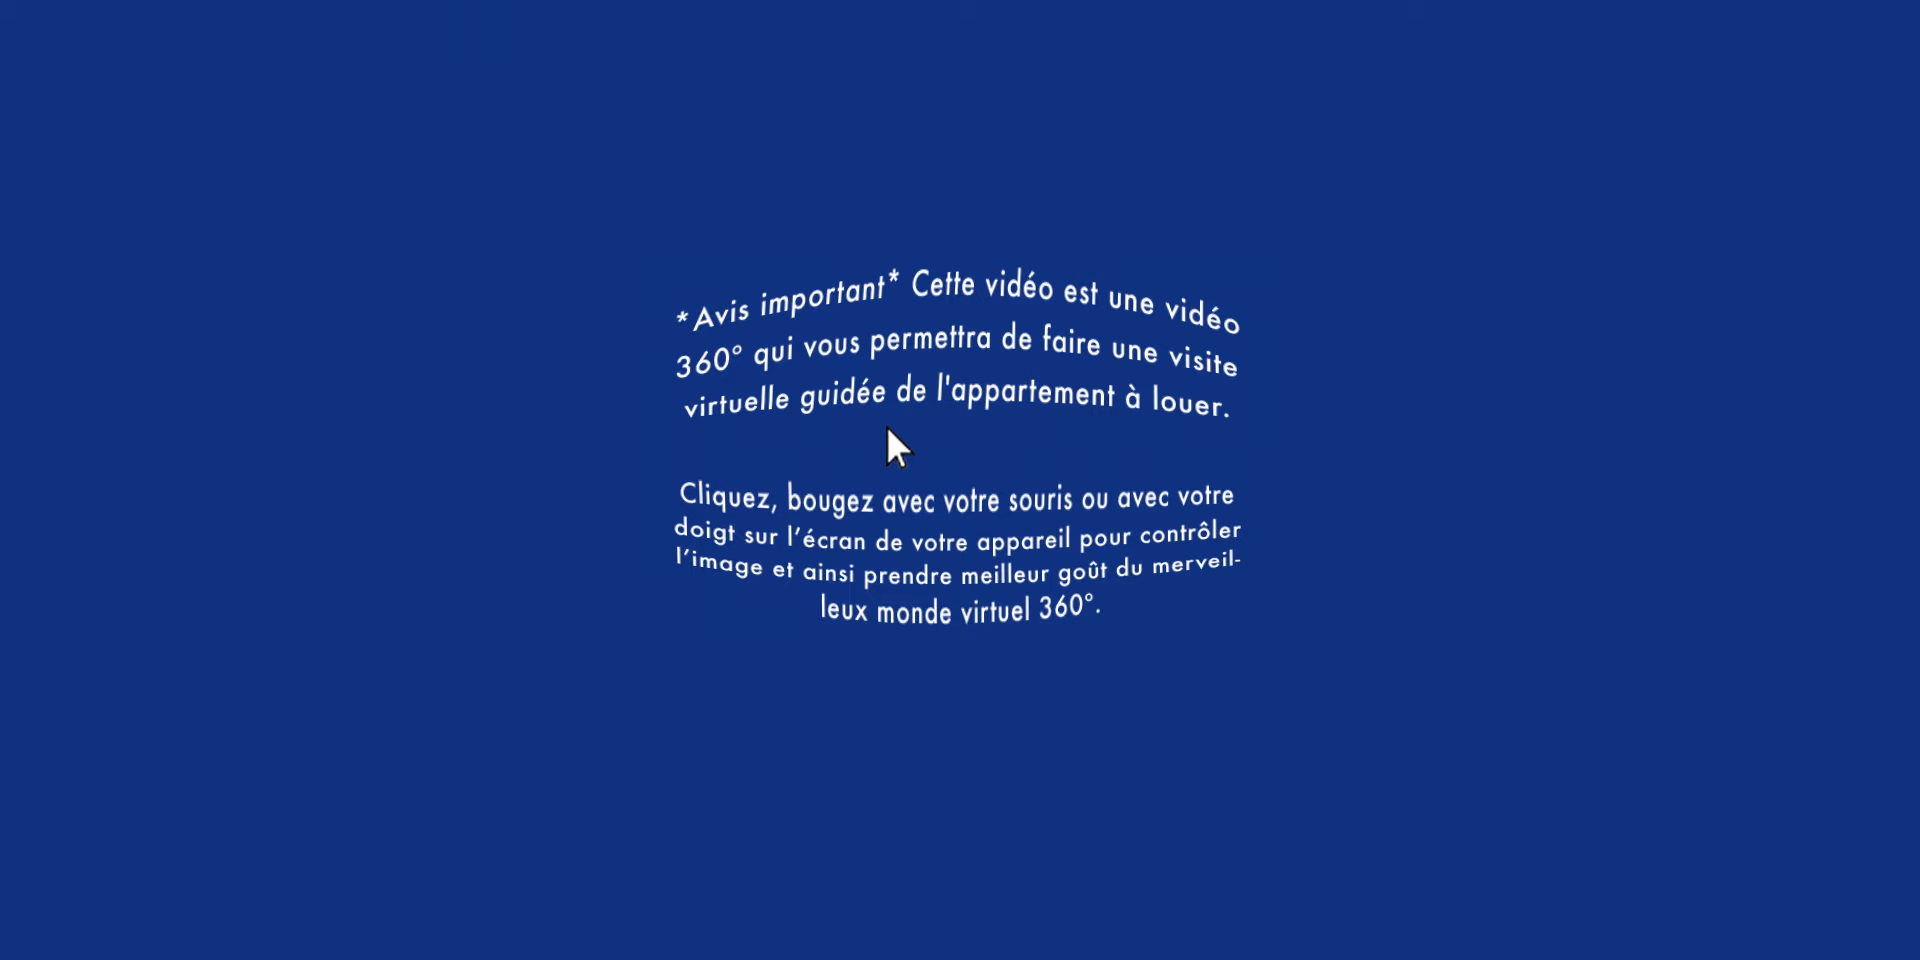 *Avis important* Cette vidéo est une vidéo
360° qui vous permettra de faire une visite
virtuelle guidée de l'appartement à louer.
Cliquez, bougez avec votre souris ou avec votre
doigt sur l’écran de votre appareil pour contrôler
l’image et ainsi prendre meilleur goût du merveil-
leux monde virtuel 360°.